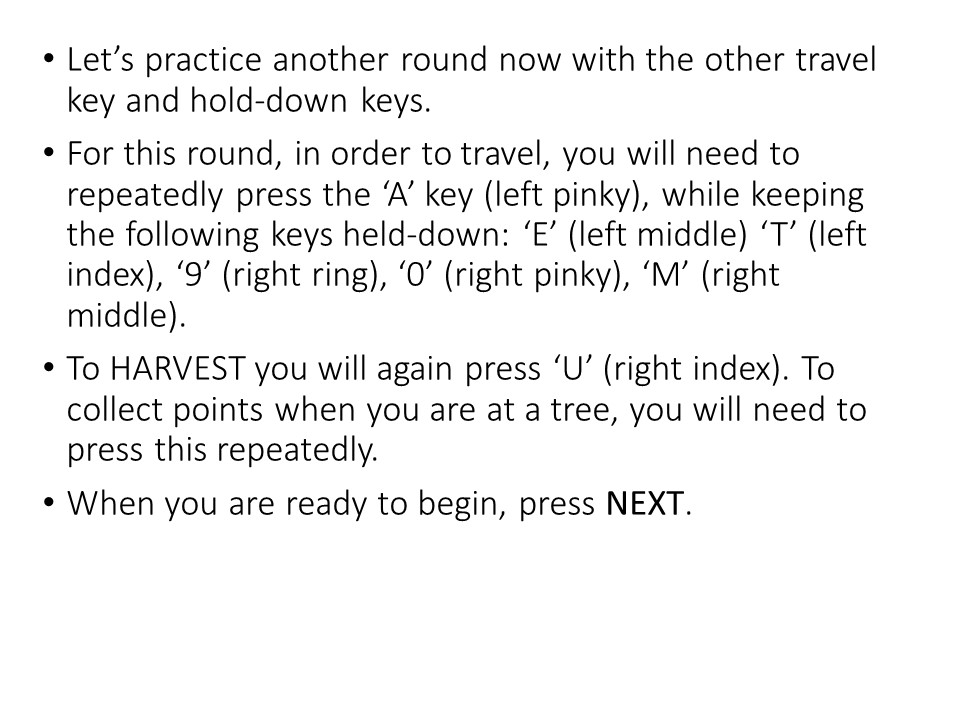 • Let’s practice another round now with the other travel
key and hold-down keys.
• For this round, in order to travel, you will need to
repeatedly press the ‘A’ key (left pinky), while keeping
the following keys held-down: ‘E’ (left middle) ‘T’ (left
index), ‘9’ (right ring), ‘0’ (right pinky), ‘M’ (right
middle).
• To HARVEST you will again press ‘U’ (right index). To
collect points when you are at a tree, you will need to
press this repeatedly.
• When you are ready to begin, press NEXT.